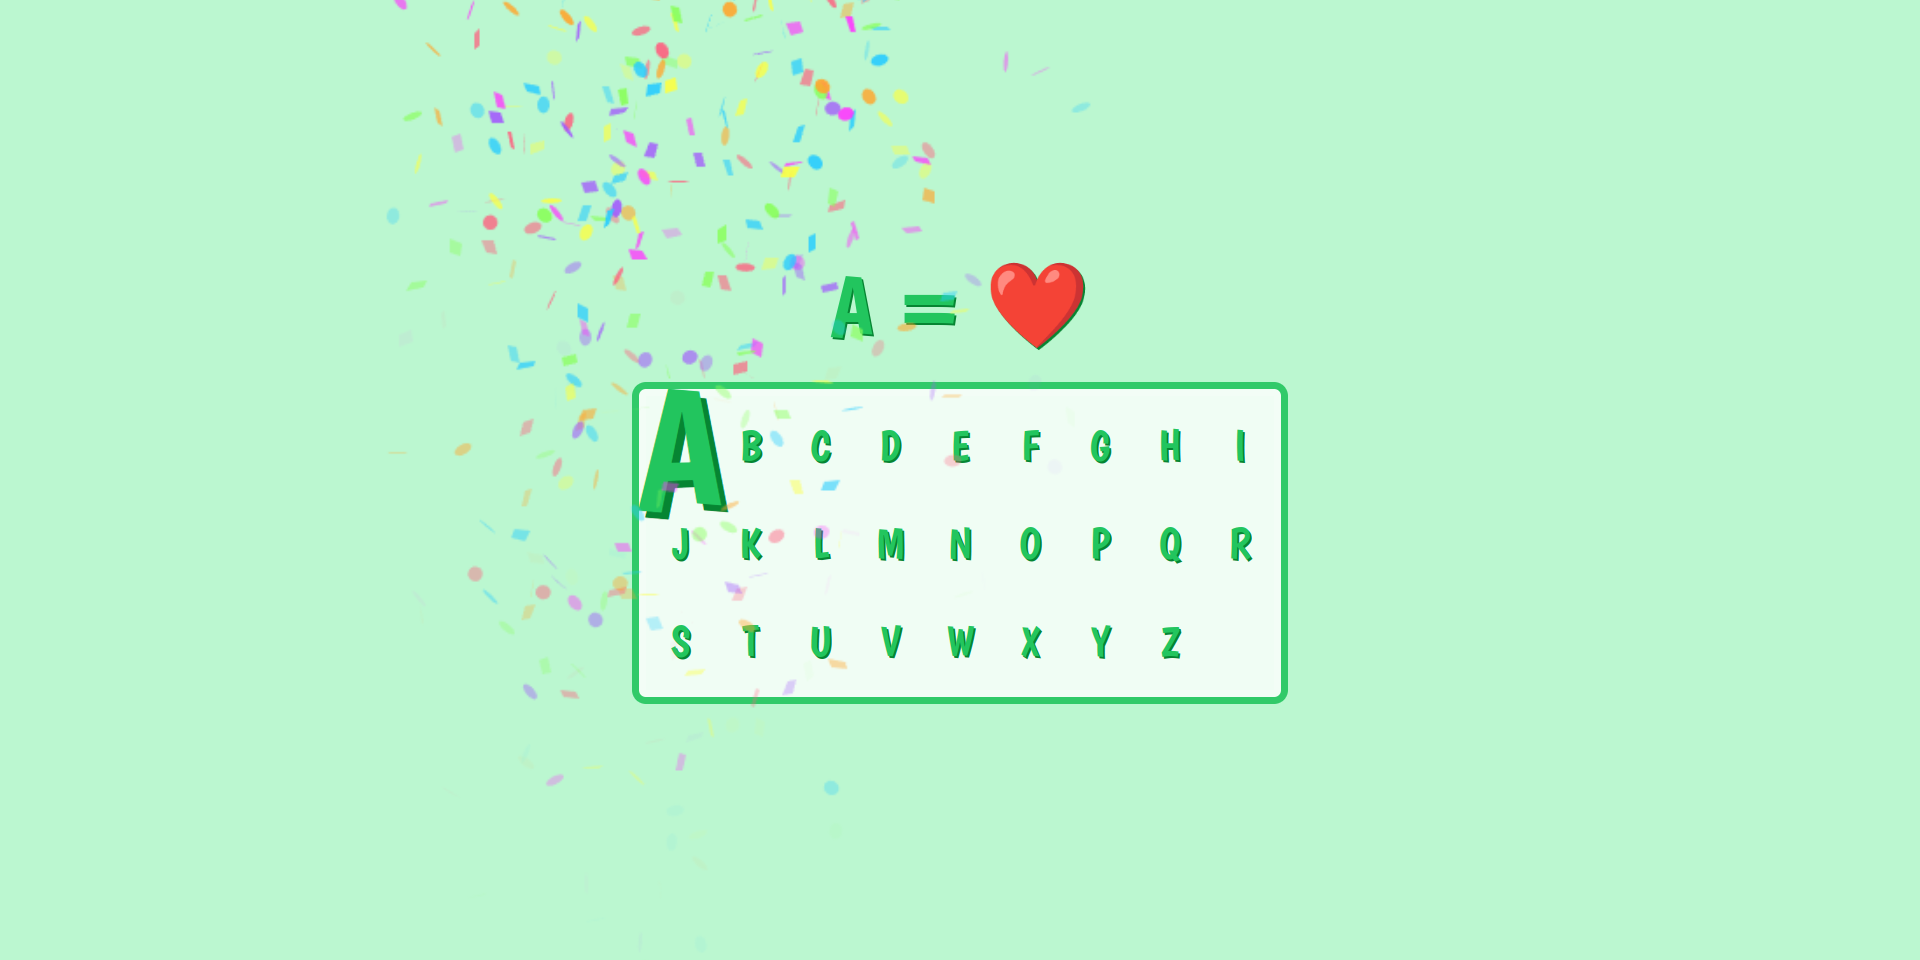 A = ❤️
A B C D E F G H I
J K L M N O P Q R
S T U V W X Y Z